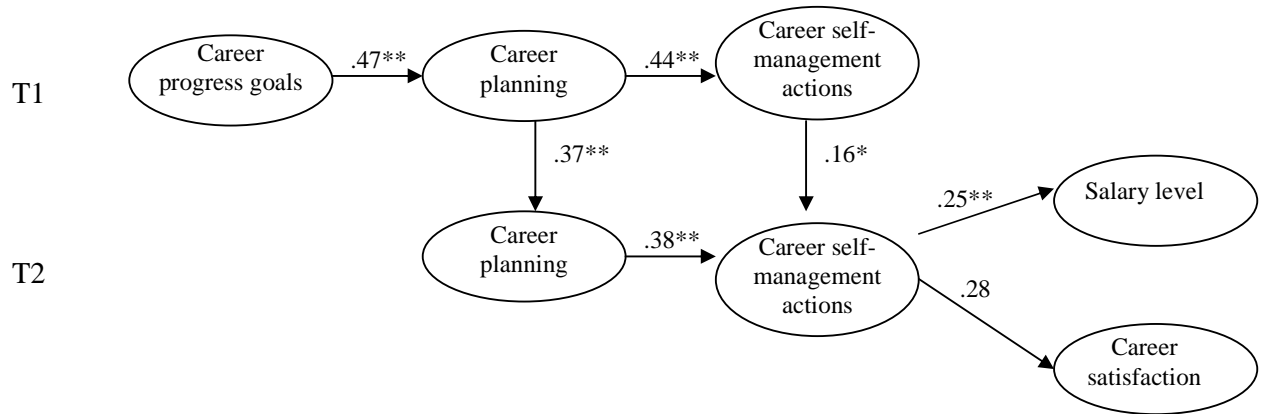 T1
Career
progress goals
.47**
Career
planning
.44**
Career self-
management
actions
.37**
.16*
T2
Career
planning
.38**
Career self-
management
actions
.25**
Salary level
.28
Career
satisfaction